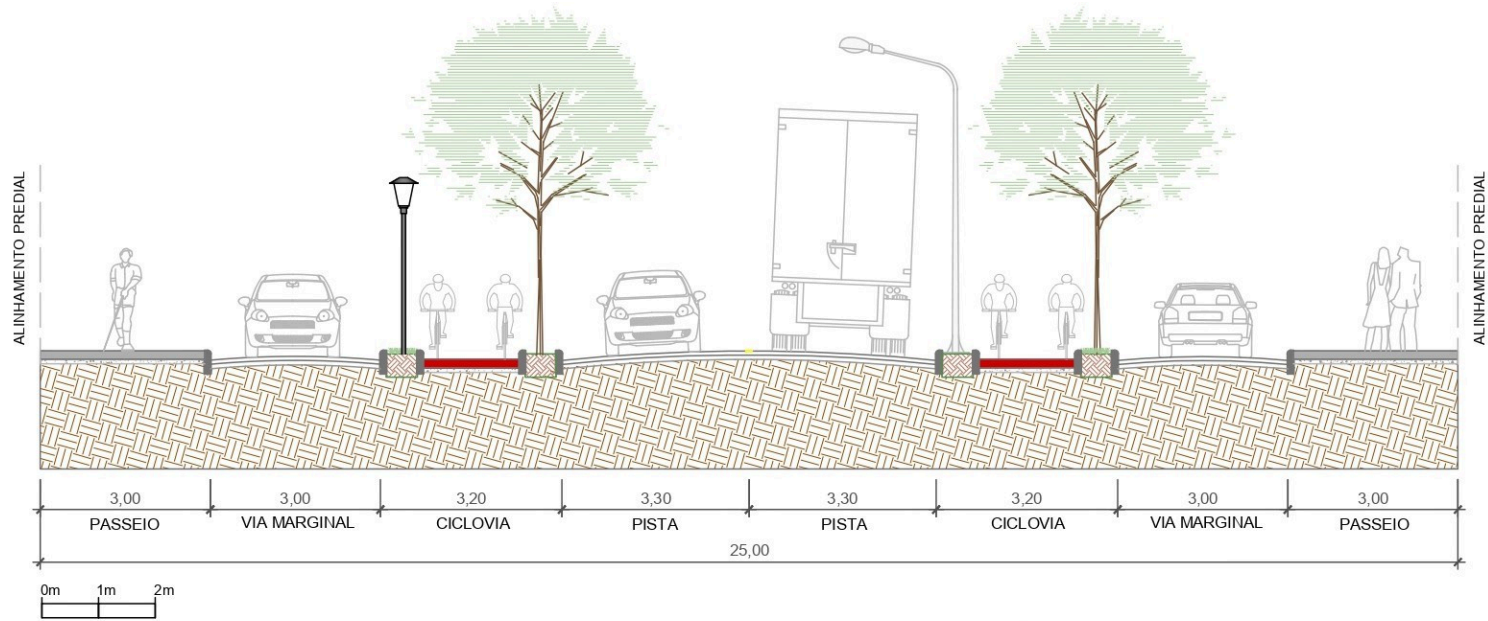 ALINHAMENTO PREDIAL
ALINHAMENTO PREDIAL
3,00 3,00 3,20 3,30 3,30 3,20 3,00 3,00
PASSEIO VIA MARGINAL CICLOVIA PISTA PISTA CICLOVIA VIA MARGINAL PASSEIO
25,00
0m 1m 2m